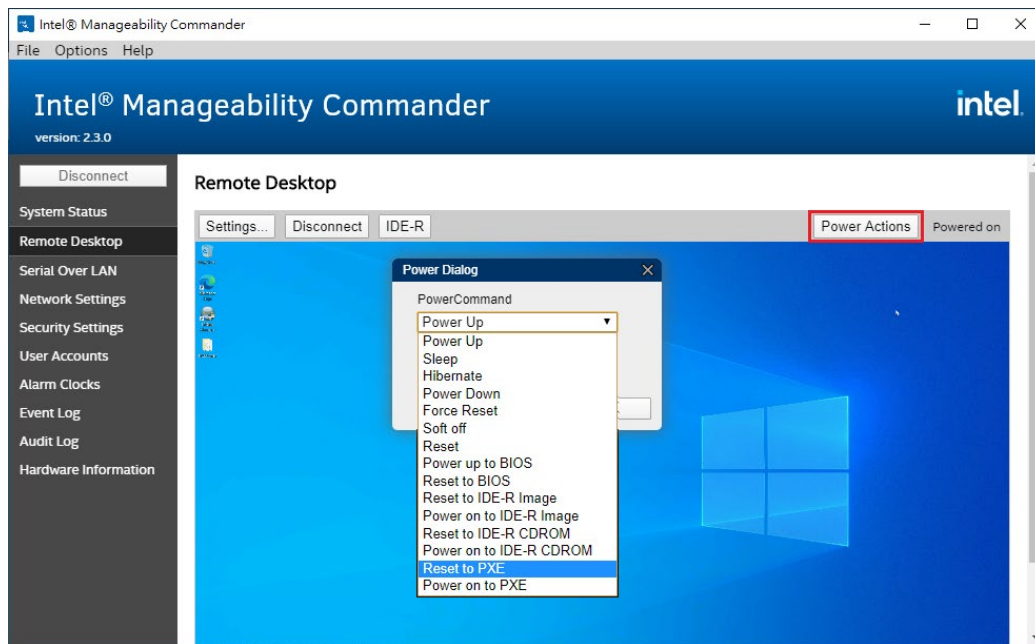 Intel® Manageability Commander
File Options Help
Intel® Manageability Commander
intel.
version: 2.3.0
Disconnect
System Status
Remote Desktop
Serial Over LAN
Network Settings
Security Settings
User Accounts
Alarm Clocks
Event Log
Audit Log
Hardware Information
Remote Desktop
Settings... Disconnect IDE-R Power Actions Powered on
Power Dialog
PowerCommand
Power Up
Power Up
Sleep
Hibernate
Power Down
Force Reset
Soft off
Reset
Power up to BIOS
Reset to BIOS
Reset to IDE-R Image
Power on to IDE-R Image
Reset to IDE-R CDROM
Power on to IDE-R CDROM
Reset to PXE
Power on to PXE